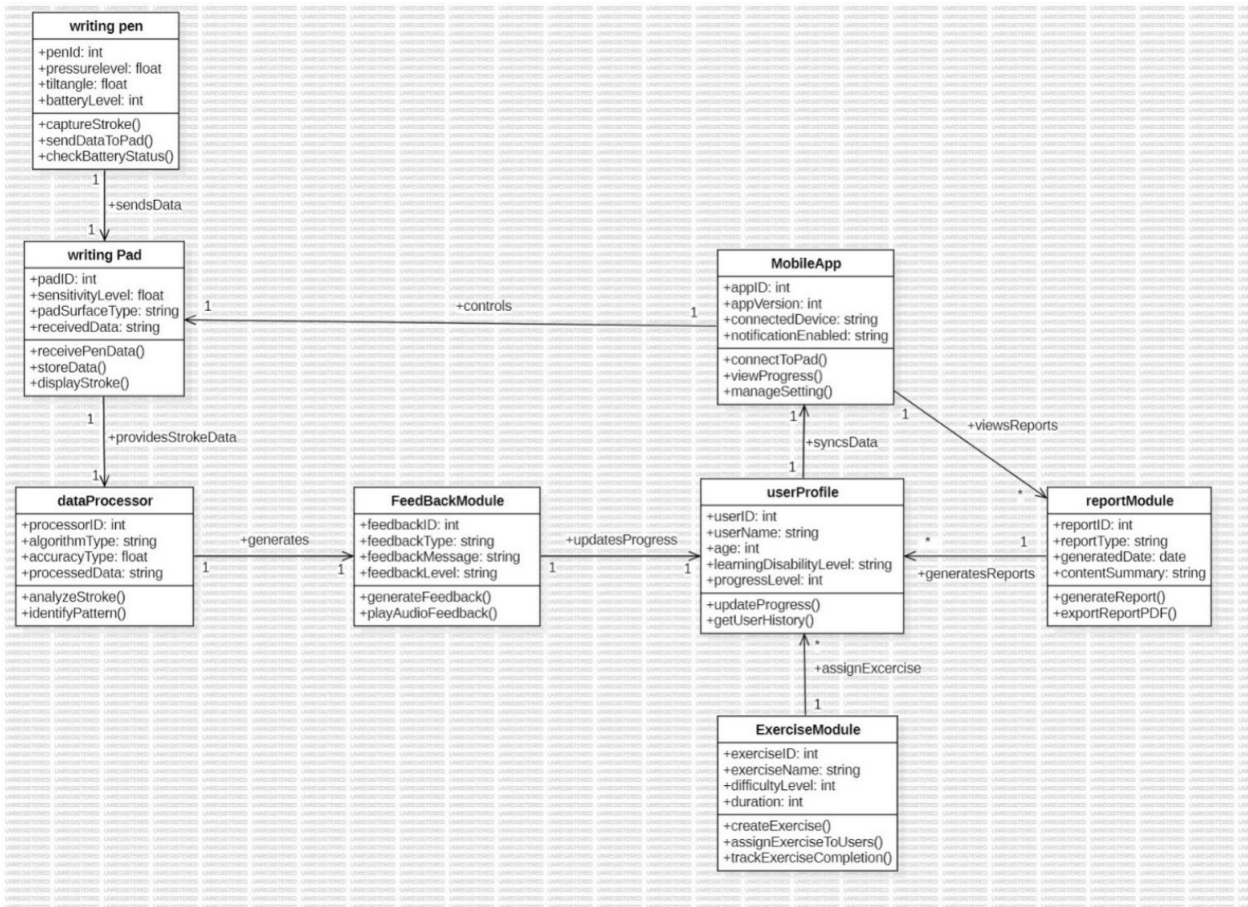 writing pen
+penId: int
+pressurelevel: float
+tiltangle: float
+batteryLevel: int
+captureStroke()
+sendDataToPad()
+checkBatteryStatus()
1
+sendsData
1
writing Pad
+padID: int
+sensitivityLevel: float
+padSurfaceType: string
+receivedData: string
+receivePenData()
+storeData()
+displayStroke()
1
+controls
1
MobileApp
+appID: int
+appVersion: int
+connectedDevice: string
+notificationEnabled: string
+connectToPad()
+viewProgress()
+manageSetting()
1
+providesStrokeData
1
1
+syncsData
1
1
+viewsReports
*
dataProcessor
+processorID: int
+algorithmType: string
+accuracyType: float
+processedData: string
+analyzeStroke()
+identifyPattern()
1
+generates
1
FeedBackModule
+feedbackID: int
+feedbackType: string
+feedbackMessage: string
+feedbackLevel: string
+generateFeedback()
+playAudioFeedback()
1
+updatesProgress
1
userProfile
+userID: int
+userName: string
+age: int
+learningDisabilityLevel: string
+progressLevel: int
+updateProgress()
+getUserHistory()
*
1
+generatesReports
reportModule
+reportID: int
+reportType: string
+generatedDate: date
+contentSummary: string
+generateReport()
+exportReportPDF()
*
+assignExcercise
1
ExerciseModule
+exerciseID: int
+exerciseName: string
+difficultyLevel: int
+duration: int
+createExercise()
+assignExerciseToUsers()
+trackExerciseCompletion()
UNREGISTERED